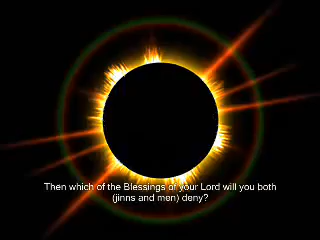 Then which of the Blessings of your Lord will you both
(jinns and men) deny?